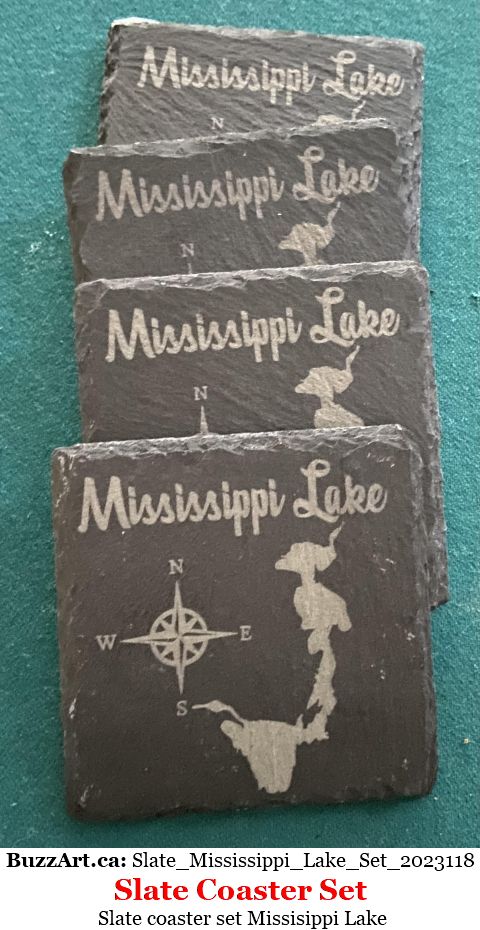 Mississippi Lake
N
Mississippi Lake
N
Mississippi Lake
N
Mississippi Lake
N
W E
S
BuzzArt.ca: Slate_Mississippi_Lake_Set_2023118
Slate Coaster Set
Slate coaster set Missisippi Lake